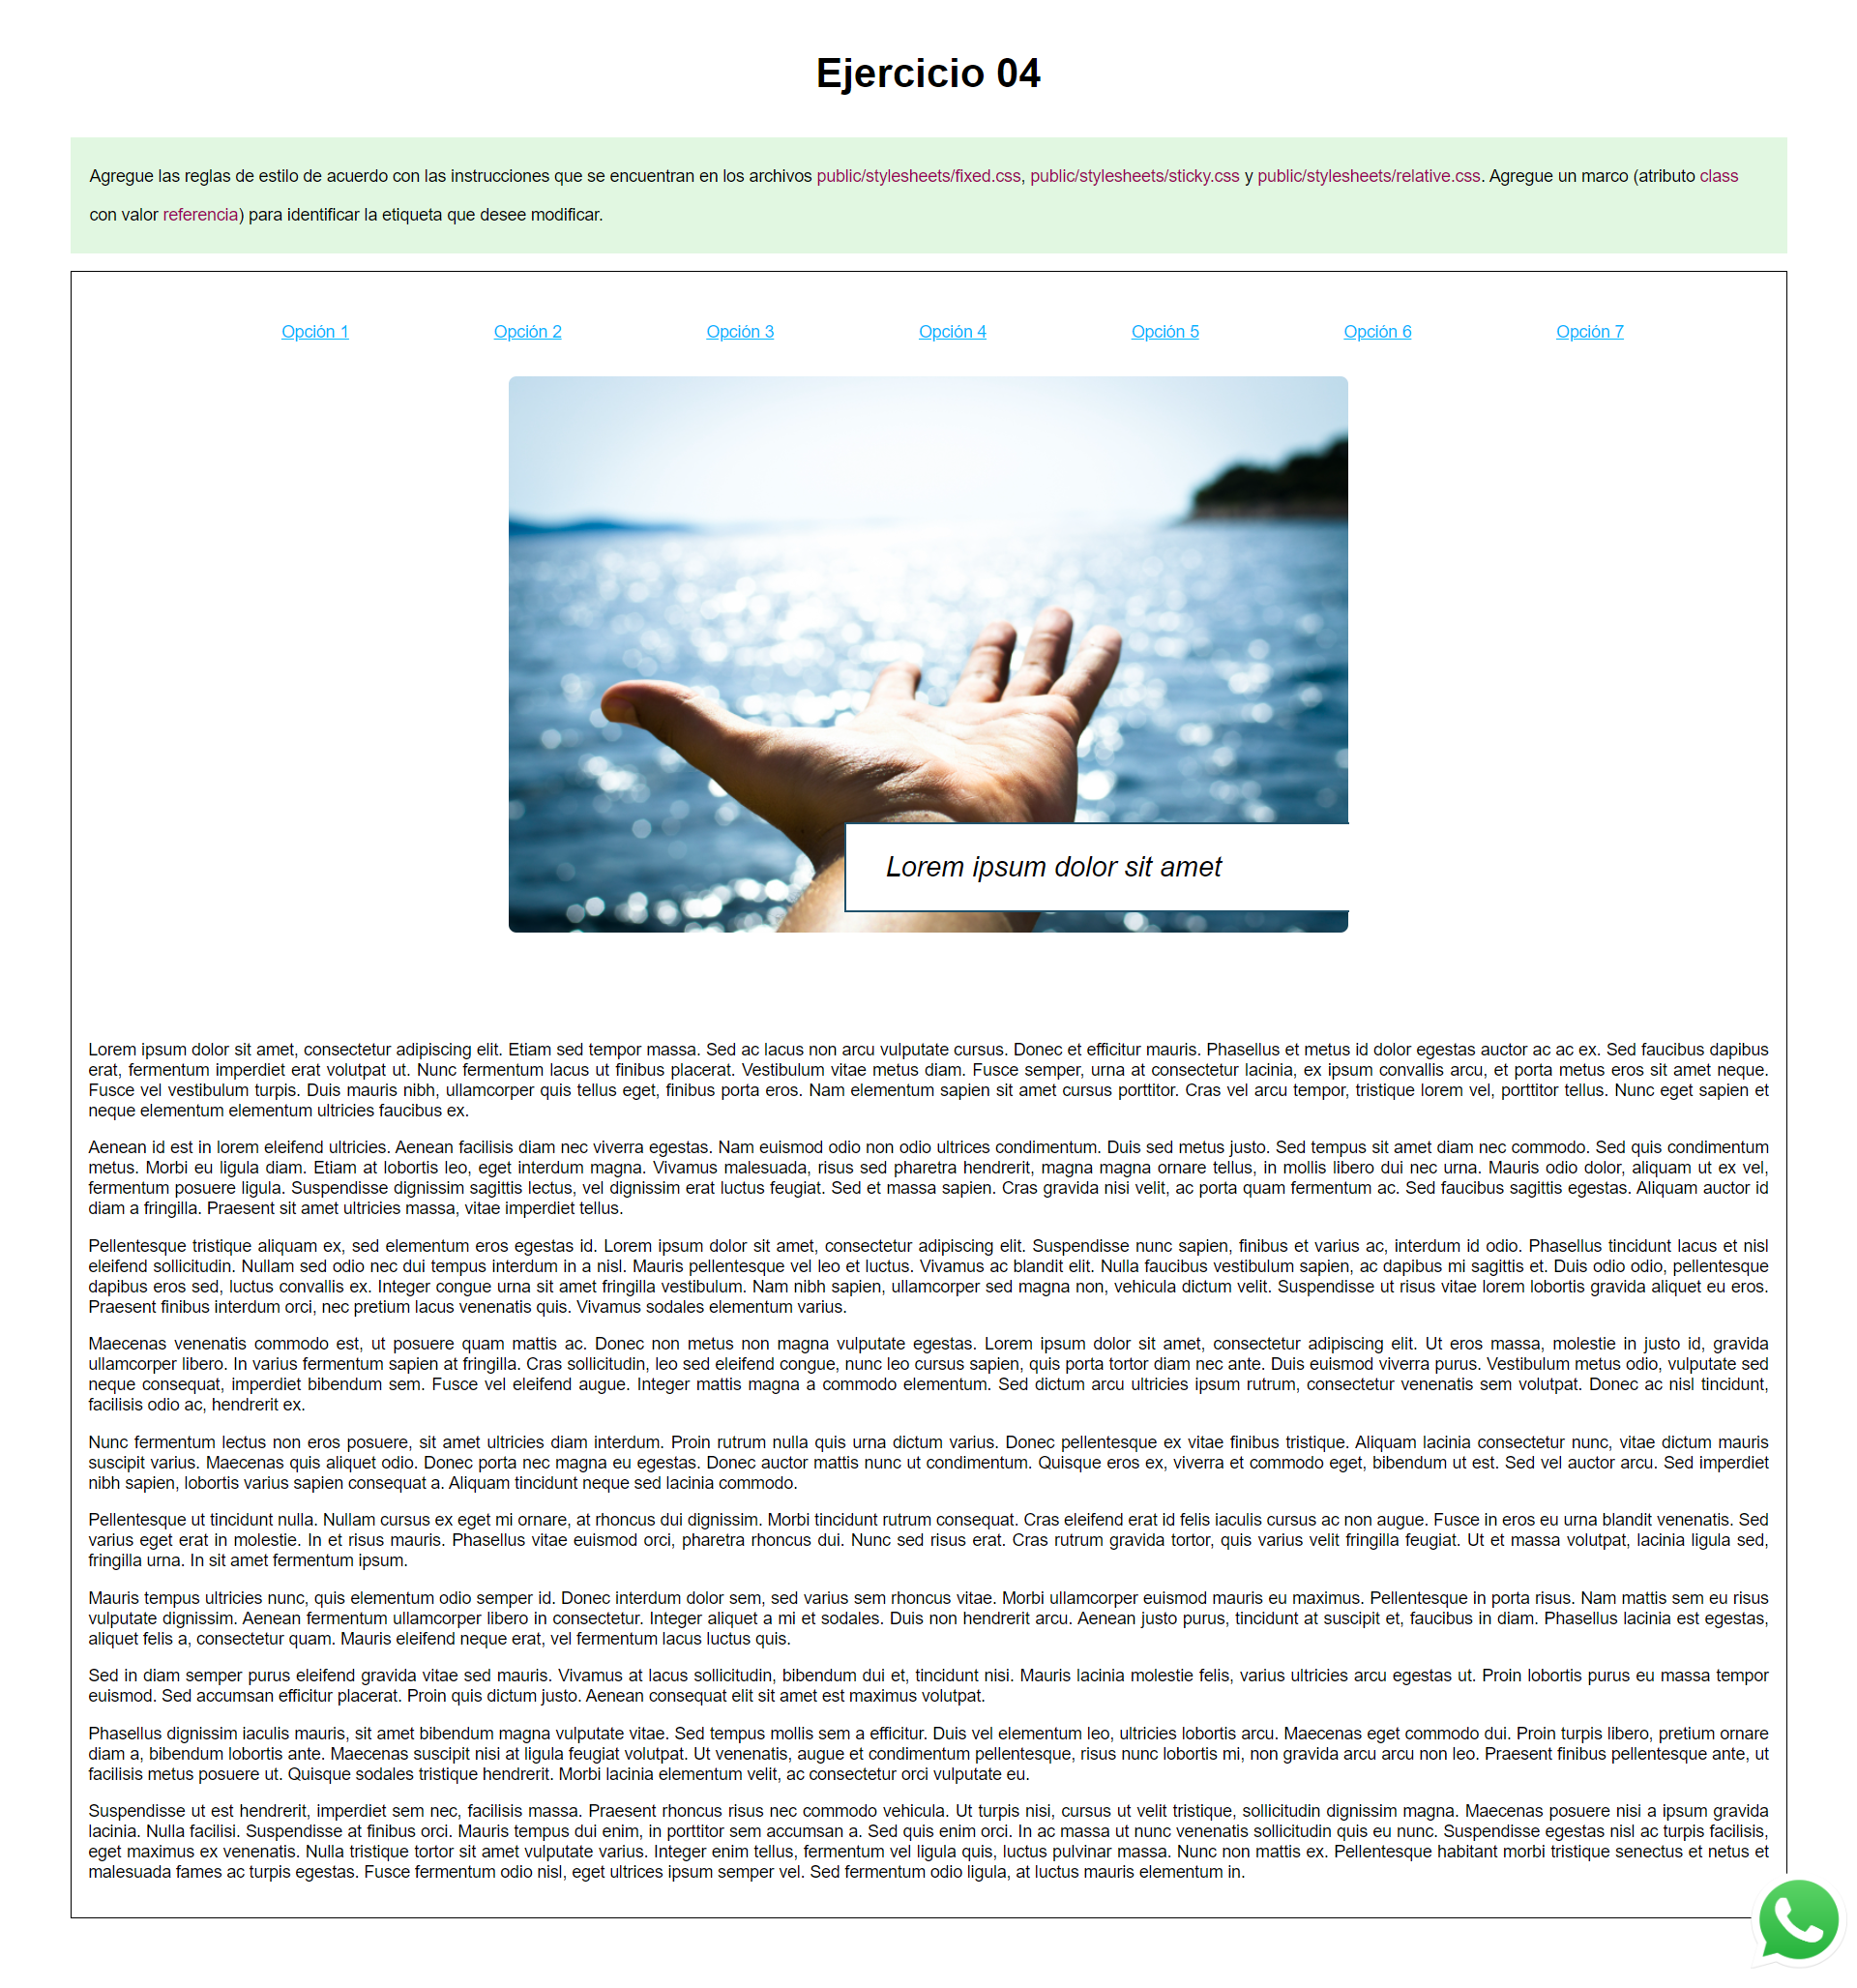 Ejercicio 04
Agregue las reglas de estilo de acuerdo con las instrucciones que se encuentran en los archivos public/stylesheets/fixed.css, public/stylesheets/sticky.css y public/stylesheets/relative.css. Agregue un marco (atributo class
con valor referencia) para identificar la etiqueta que desee modificar.
Opción 1 Opción 2 Opción 3 Opción 4 Opción 5 Opción 6 Opción 7
Lorem ipsum dolor sit amet
Lorem ipsum dolor sit amet, consectetur adipiscing elit. Etiam sed tempor massa. Sed ac lacus non arcu vulputate cursus. Donec et efficitur mauris. Phasellus et metus id dolor egestas auctor ac ac ex. Sed faucibus dapibus
erat, fermentum imperdiet erat volutpat ut. Nunc fermentum lacus ut finibus placerat. Vestibulum vitae metus diam. Fusce semper, urna at consectetur lacinia, ex ipsum convallis arcu, et porta metus eros sit amet neque.
Fusce vel vestibulum turpis. Duis mauris nibh, ullamcorper quis tellus eget, finibus porta eros. Nam elementum sapien sit amet cursus porttitor. Cras vel arcu tempor, tristique lorem vel, porttitor tellus. Nunc eget sapien et
neque elementum elementum ultricies faucibus ex.
Aenean id est in lorem eleifend ultricies. Aenean facilisis diam nec viverra egestas. Nam euismod odio non odio ultrices condimentum. Duis sed metus justo. Sed tempus sit amet diam nec commodo. Sed quis condimentum
metus. Morbi eu ligula diam. Etiam at lobortis leo, eget interdum magna. Vivamus malesuada, risus sed pharetra hendrerit, magna magna ornare tellus, in mollis libero dui nec urna. Mauris odio dolor, aliquam ut ex vel,
fermentum posuere ligula. Suspendisse dignissim sagittis lectus, vel dignissim erat luctus feugiat. Sed et massa sapien. Cras gravida nisi velit, ac porta quam fermentum ac. Sed faucibus sagittis egestas. Aliquam auctor id
diam a fringilla. Praesent sit amet ultricies massa, vitae imperdiet tellus.
Pellentesque tristique aliquam ex, sed elementum eros egestas id. Lorem ipsum dolor sit amet, consectetur adipiscing elit. Suspendisse nunc sapien, finibus et varius ac, interdum id odio. Phasellus tincidunt lacus et nisl
eleifend sollicitudin. Nullam sed odio nec dui tempus interdum in a nisl. Mauris pellentesque vel leo et luctus. Vivamus ac blandit elit. Nulla faucibus vestibulum sapien, ac dapibus mi sagittis et. Duis odio odio, pellentesque
dapibus eros sed, luctus convallis ex. Integer congue urna sit amet fringilla vestibulum. Nam nibh sapien, ullamcorper sed magna non, vehicula dictum velit. Suspendisse ut risus vitae lorem lobortis gravida aliquet eu eros.
Praesent finibus interdum orci, nec pretium lacus venenatis quis. Vivamus sodales elementum varius.
Maecenas venenatis commodo est, ut posuere quam mattis ac. Donec non metus non magna vulputate egestas. Lorem ipsum dolor sit amet, consectetur adipiscing elit. Ut eros massa, molestie in justo id, gravida
ullamcorper libero. In varius fermentum sapien at fringilla. Cras sollicitudin, leo sed eleifend congue, nunc leo cursus sapien, quis porta tortor diam nec ante. Duis euismod viverra purus. Vestibulum metus odio, vulputate sed
neque consequat, imperdiet bibendum sem. Fusce vel eleifend augue. Integer mattis magna a commodo elementum. Sed dictum arcu ultricies ipsum rutrum, consectetur venenatis sem volutpat. Donec ac nisl tincidunt,
facilisis odio ac, hendrerit ex.
Nunc fermentum lectus non eros posuere, sit amet ultricies diam interdum. Proin rutrum nulla quis urna dictum varius. Donec pellentesque ex vitae finibus tristique. Aliquam lacinia consectetur nunc, vitae dictum mauris
suscipit varius. Maecenas quis aliquet odio. Donec porta nec magna eu egestas. Donec auctor mattis nunc ut condimentum. Quisque eros ex, viverra et commodo eget, bibendum ut est. Sed vel auctor arcu. Sed imperdiet
nibh sapien, lobortis varius sapien consequat a. Aliquam tincidunt neque sed lacinia commodo.
Pellentesque ut tincidunt nulla. Nullam cursus ex eget mi ornare, at rhoncus dui dignissim. Morbi tincidunt rutrum consequat. Cras eleifend erat id felis iaculis cursus ac non augue. Fusce in eros eu urna blandit venenatis. Sed
varius eget erat in molestie. In et risus mauris. Phasellus vitae euismod orci, pharetra rhoncus dui. Nunc sed risus erat. Cras rutrum gravida tortor, quis varius velit fringilla feugiat. Ut et massa volutpat, lacinia ligula sed,
fringilla urna. In sit amet fermentum ipsum.
Mauris tempus ultricies nunc, quis elementum odio semper id. Donec interdum dolor sem, sed varius sem rhoncus vitae. Morbi ullamcorper euismod mauris eu maximus. Pellentesque in porta risus. Nam mattis sem eu risus
vulputate dignissim. Aenean fermentum ullamcorper libero in consectetur. Integer aliquet a mi et sodales. Duis non hendrerit arcu. Aenean justo purus, tincidunt at suscipit et, faucibus in diam. Phasellus lacinia est egestas,
aliquet felis a, consectetur quam. Mauris eleifend neque erat, vel fermentum lacus luctus quis.
Sed in diam semper purus eleifend gravida vitae sed mauris. Vivamus at lacus sollicitudin, bibendum dui et, tincidunt nisi. Mauris lacinia molestie felis, varius ultricies arcu egestas ut. Proin lobortis purus eu massa tempor
euismod. Sed accumsan efficitur placerat. Proin quis dictum justo. Aenean consequat elit sit amet est maximus volutpat.
Phasellus dignissim iaculis mauris, sit amet bibendum magna vulputate vitae. Sed tempus mollis sem a efficitur. Duis vel elementum leo, ultricies lobortis arcu. Maecenas eget commodo dui. Proin turpis libero, pretium ornare
diam a, bibendum lobortis ante. Maecenas suscipit nisi at ligula feugiat volutpat. Ut venenatis, augue et condimentum pellentesque, risus nunc lobortis mi, non gravida arcu arcu non leo. Praesent finibus pellentesque ante, ut
facilisis metus posuere ut. Quisque sodales tristique hendrerit. Morbi lacinia elementum velit, ac consectetur orci vulputate eu.
Suspendisse ut est hendrerit, imperdiet sem nec, facilisis massa. Praesent rhoncus risus nec commodo vehicula. Ut turpis nisi, cursus ut velit tristique, sollicitudin dignissim magna. Maecenas posuere nisi a ipsum gravida
lacinia. Nulla facilisi. Suspendisse at finibus orci. Mauris tempus dui enim, in porttitor sem accumsan a. Sed quis enim orci. In ac massa ut nunc venenatis sollicitudin quis eu nunc. Suspendisse egestas nisl ac turpis facilisis,
eget maximus ex venenatis. Nulla tristique tortor sit amet vulputate varius. Integer enim tellus, fermentum vel ligula quis, luctus pulvinar massa. Nunc non mattis ex. Pellentesque habitant morbi tristique senectus et netus et
malesuada fames ac turpis egestas. Fusce fermentum odio nisl, eget ultrices ipsum semper vel. Sed fermentum odio ligula, at luctus mauris elementum in.